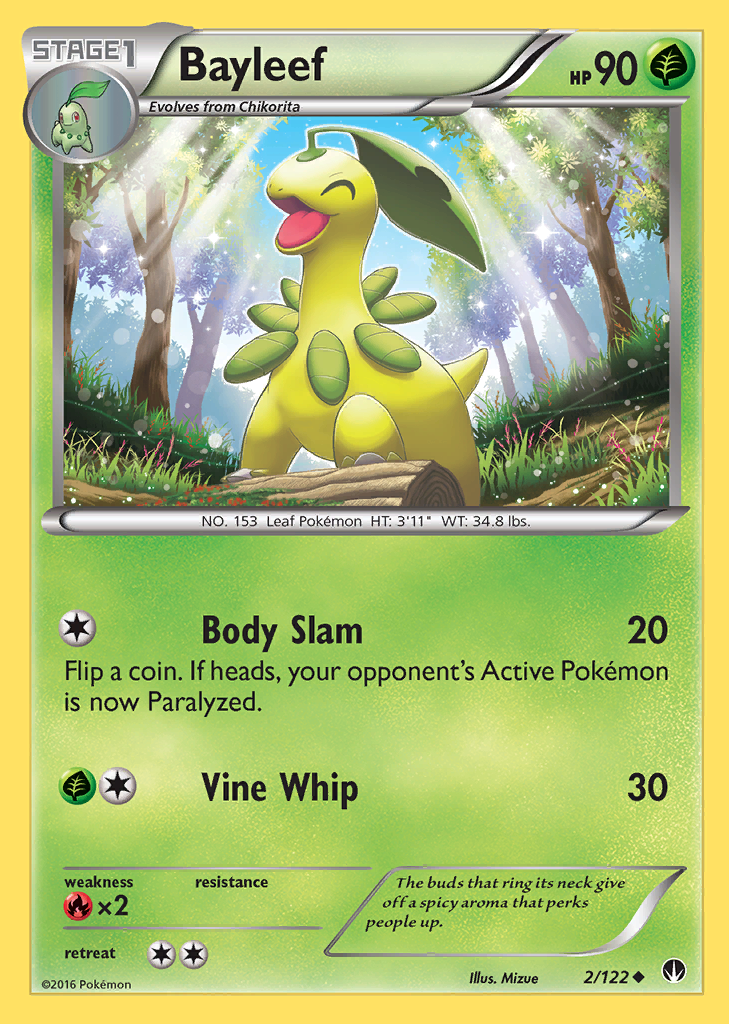 STAGE1
Bayleef
HP 90
Evolves from Chikorita
NO. 153 Leaf Pokémon HT: 3'11" WT: 34.8 lbs.
Body Slam 20
Flip a coin. If heads, your opponent's Active Pokémon
is now Paralyzed.
Vine Whip 30
weakness resistance
×2
The buds that ring its neck give
off a spicy aroma that perks
people up.
retreat
©2016 Pokémon
Illus. Mizue 2/122